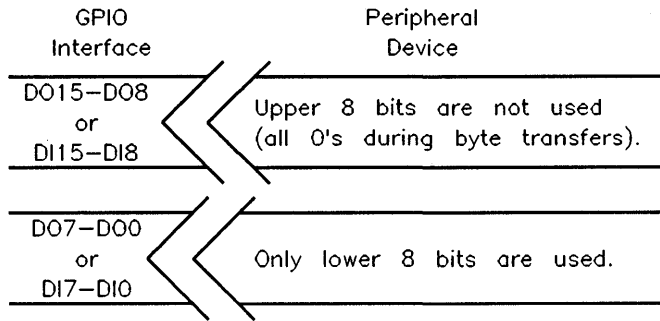 GPIO
Interface
Peripheral
Device
DO15–DO8
or
DI15–DI8
Upper 8 bits are not used
(all 0's during byte transfers).
DO7–DO0
or
DI7–DI0
Only lower 8 bits are used.